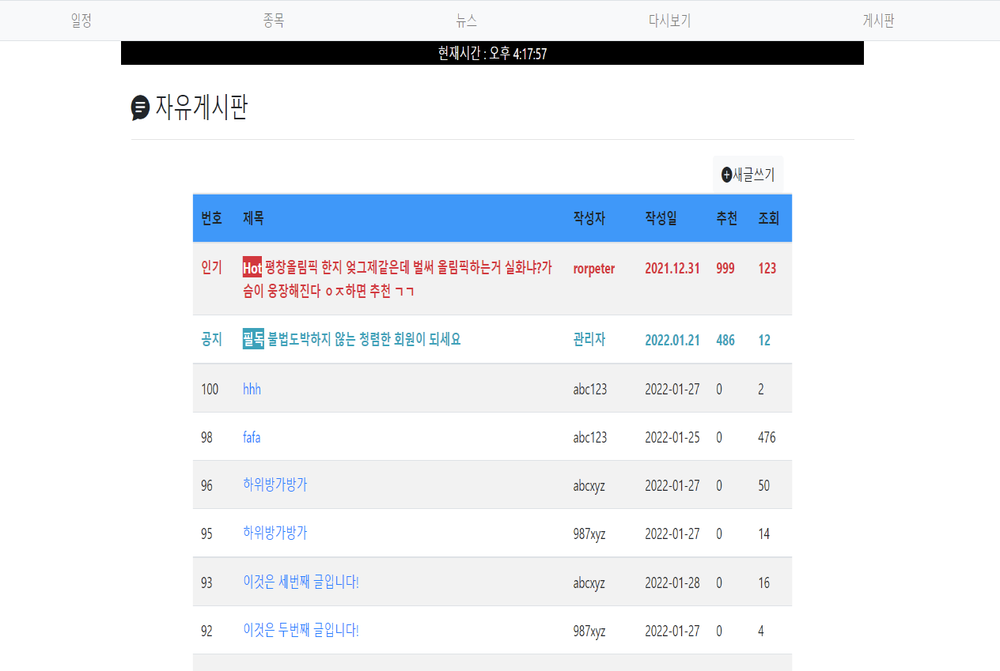 일정 종목 뉴스 다시보기 게시판
현재시간 : 오후 4:17:57
자유게시판
새글쓰기
번호 제목 작성자 작성일 추천 조회
인기 Hot 평창올림픽 한지 엊그제같은데 벌써 올림픽하는거 실화냐?가 rorpeter 2021.12.31 999 123
슴이 웅장해진다 ㅇㅈ하면 추천 ㄱㄱ
공지 필독 불법도박하지 않는 청렴한 회원이 되세요 관리자 2022.01.21 486 12
100 hhh abc123 2022-01-27 0 2
98 fafa abc123 2022-01-25 0 476
96 하위방가방가 abcxyz 2022-01-27 0 50
95 하위방가방가 987xyz 2022-01-27 0 14
93 이것은 세번째 글입니다! abcxyz 2022-01-28 0 16
92 이것은 두번째 글입니다! 987xyz 2022-01-27 0 4